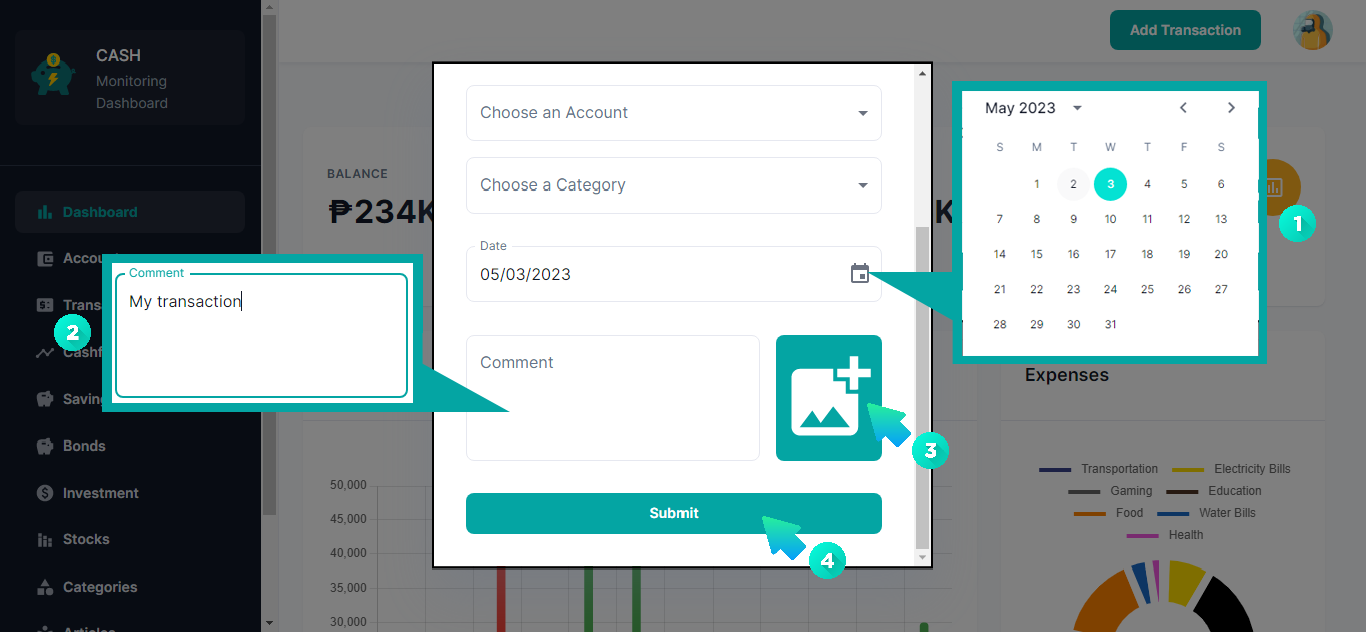 CASH
Monitoring
Dashboard
Dashboard
Accou
Trans
Cashf
Saving
Bonds
Investment
Stocks
Categories
Add Transaction
BALANCE
₱234K
K
Choose an Account
Choose a Category
Date
05/03/2023
Comment
Submit
Comment
My transaction
May 2023
S M T W T F S
1 2 3 4 5 6
7 8 9 10 11 12 13
14 15 16 17 18 19 20
21 22 23 24 25 26 27
28 29 30 31
1
2
3
4
50,000
45,000
40,000
35,000
30,000
Expenses
Transportation Electricity Bills
Gaming Education
Food Water Bills
Health